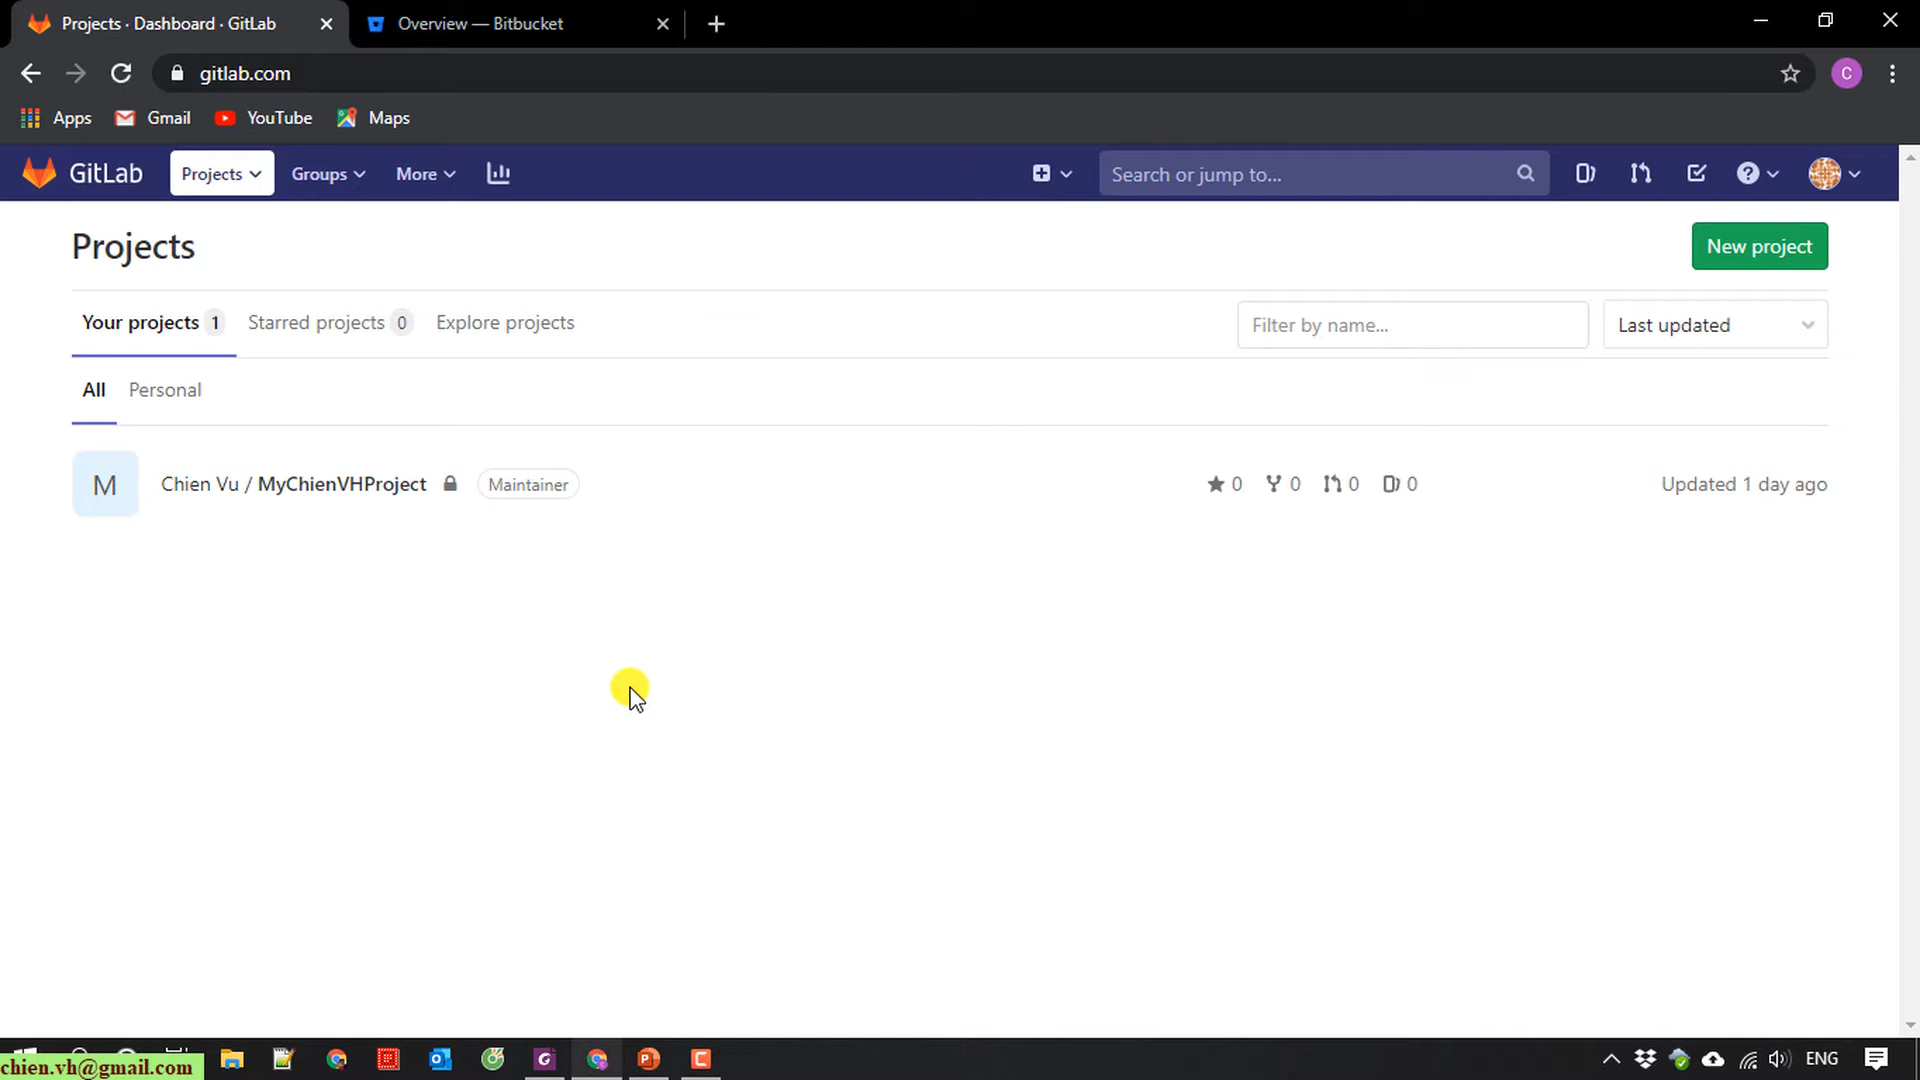 Projects · Dashboard · GitLab
Overview — Bitbucket
gitlab.com
C
Apps
Gmail
YouTube
Maps
GitLab
Projects
Groups
More
Search or jump to...
Projects
New project
Your projects 1
Starred projects 0
Explore projects
Filter by name...
Last updated
All
Personal
M
Chien Vu / MyChienVHProject
Maintainer
0
0
0
0
Updated 1 day ago
chien.vh@gmail.com
ENG